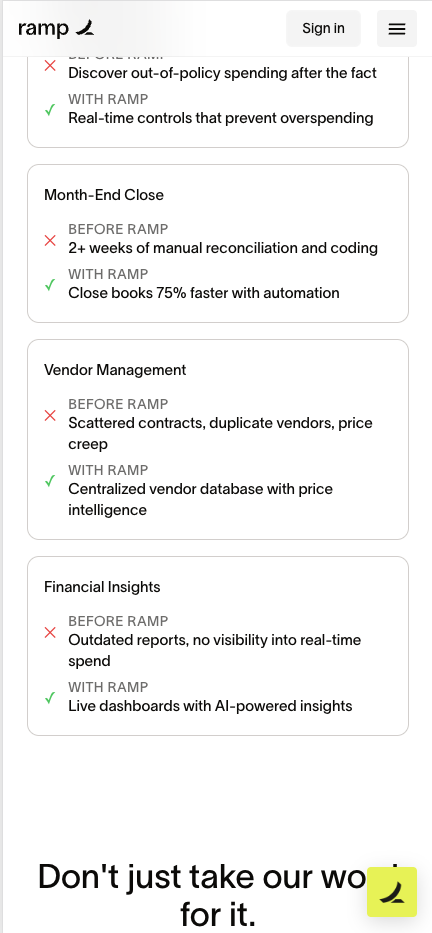 ramp
Sign in
BEFORE RAMP
Discover out-of-policy spending after the fact
WITH RAMP
Real-time controls that prevent overspending
Month-End Close
BEFORE RAMP
2+ weeks of manual reconciliation and coding
WITH RAMP
Close books 75% faster with automation
Vendor Management
BEFORE RAMP
Scattered contracts, duplicate vendors, price
creep
WITH RAMP
Centralized vendor database with price
intelligence
Financial Insights
BEFORE RAMP
Outdated reports, no visibility into real-time
spend
WITH RAMP
Live dashboards with AI-powered insights
Don't just take our
for it.